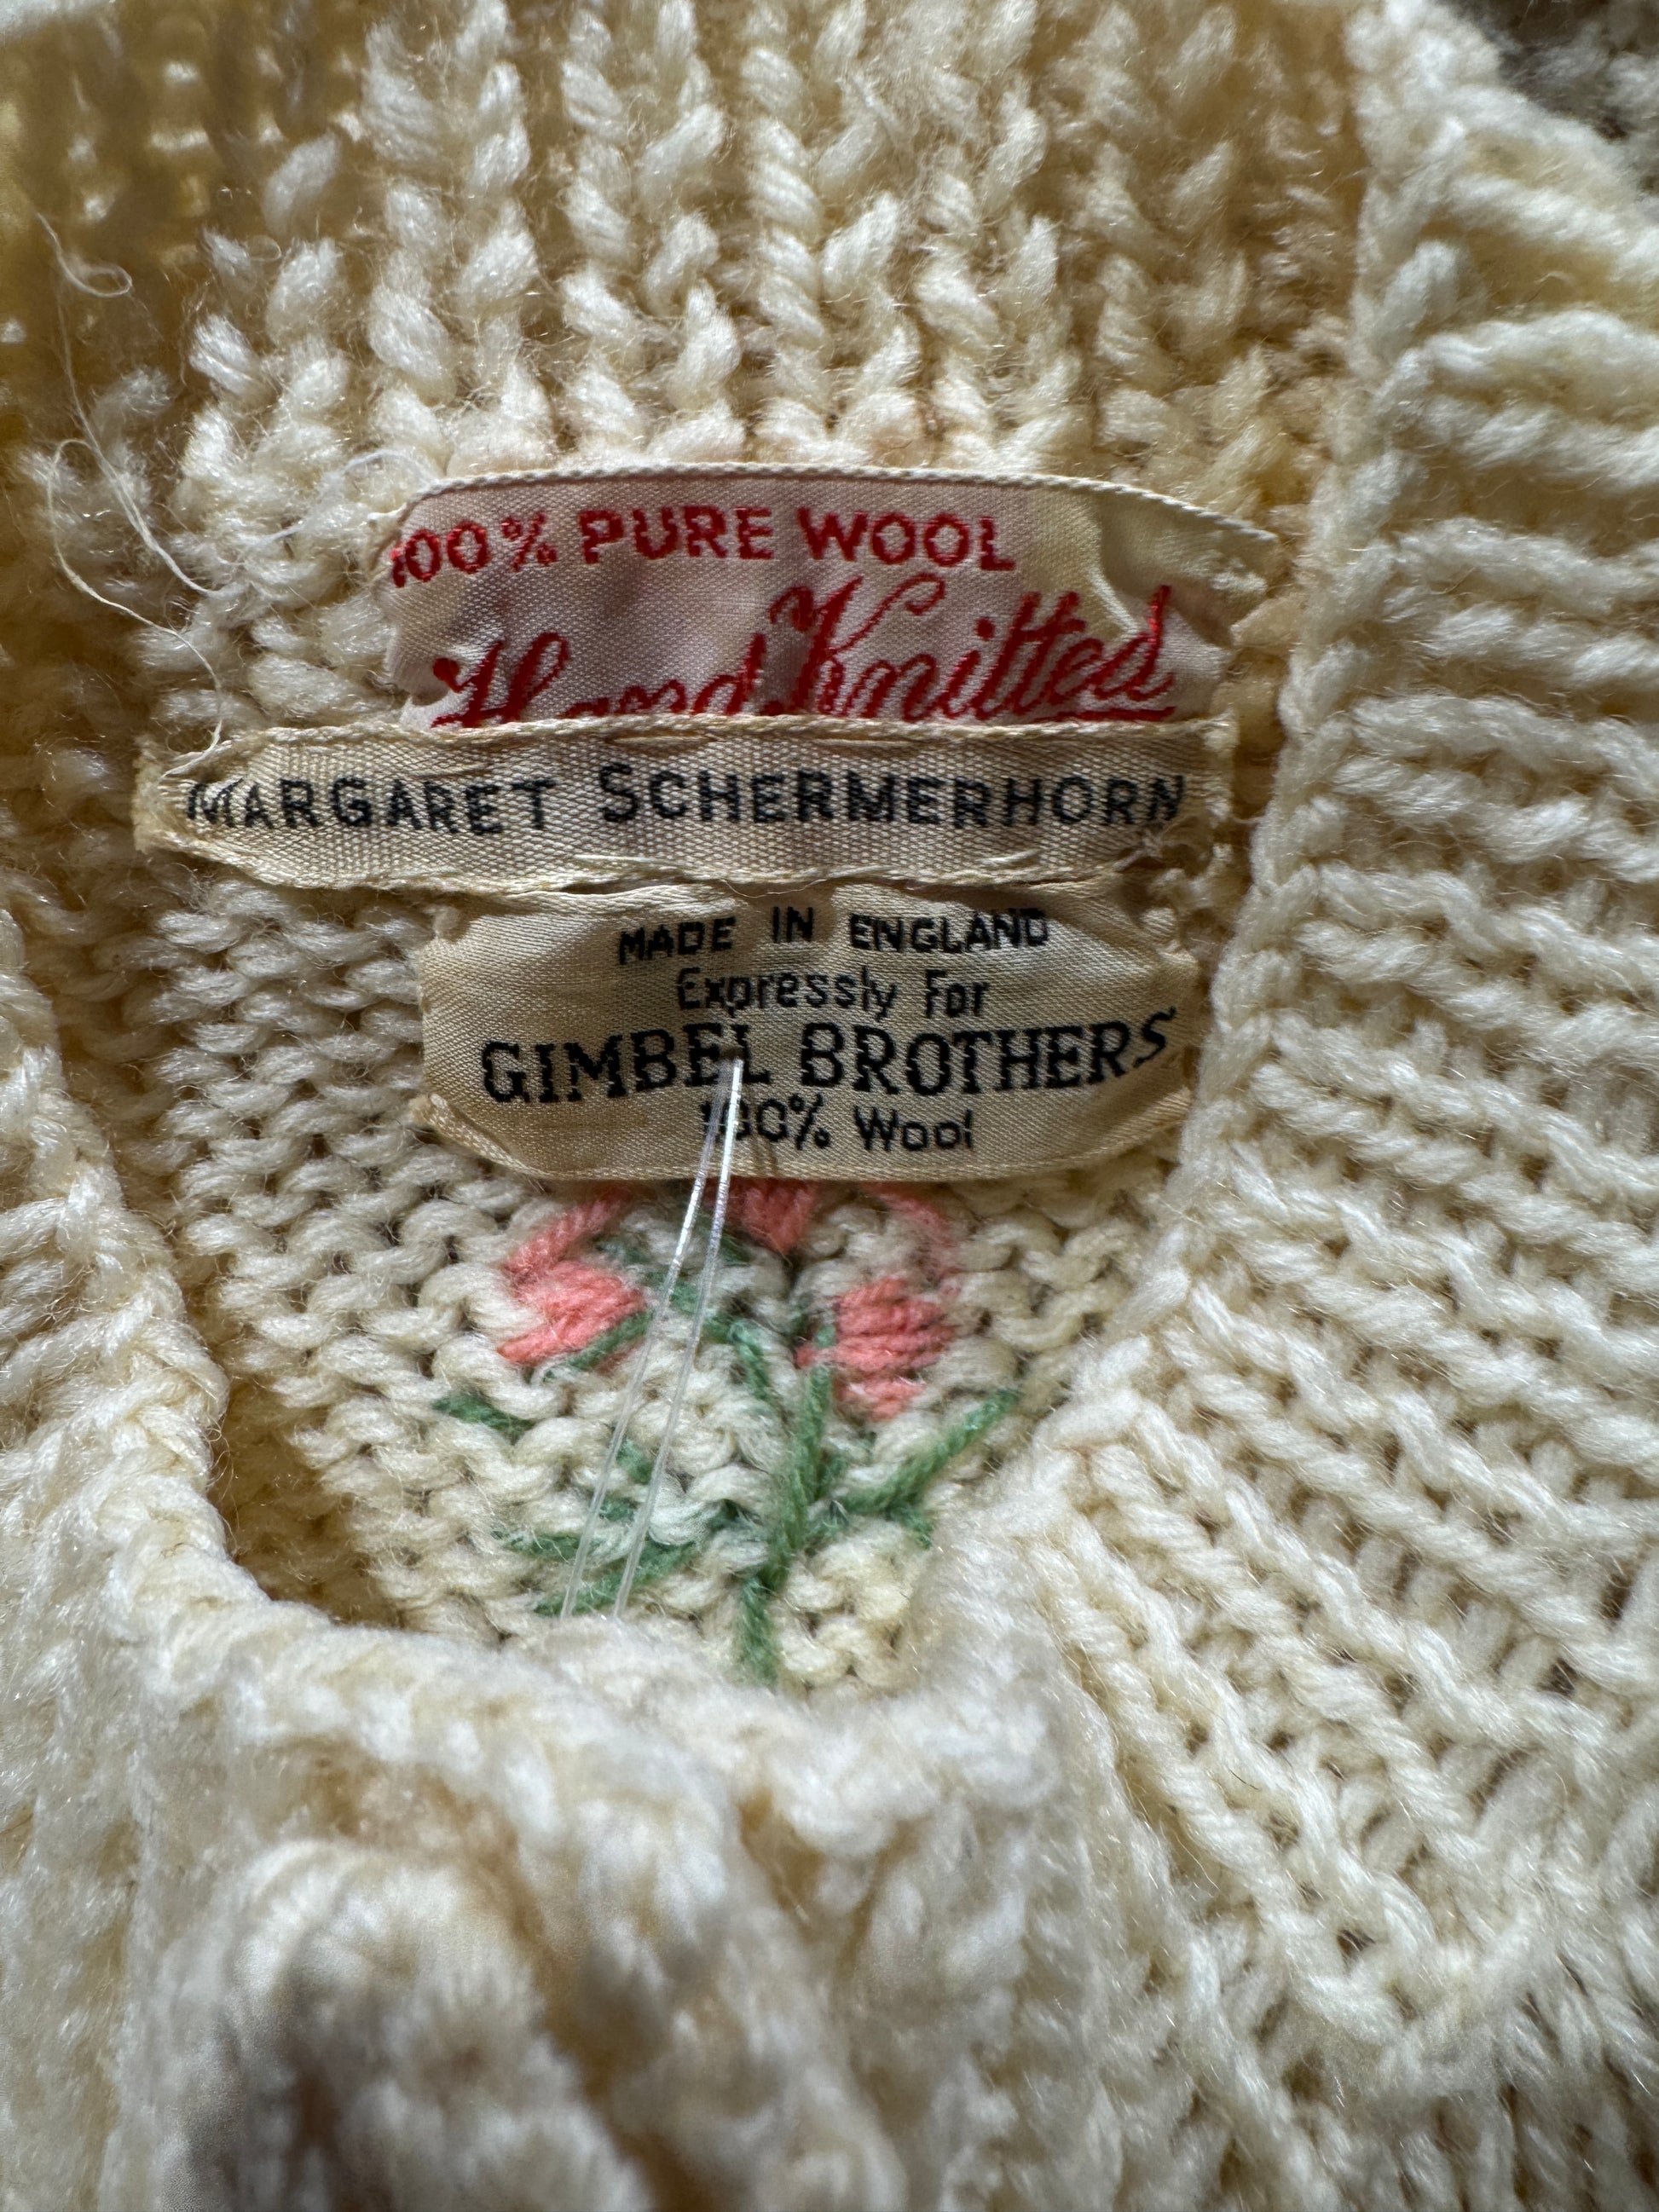 100% PURE WOOL
Hand Knitted
MARGARET SCHERMERHORN
MADE IN ENGLAND
Expressly For
GIMBEL BROTHERS
100% Wool